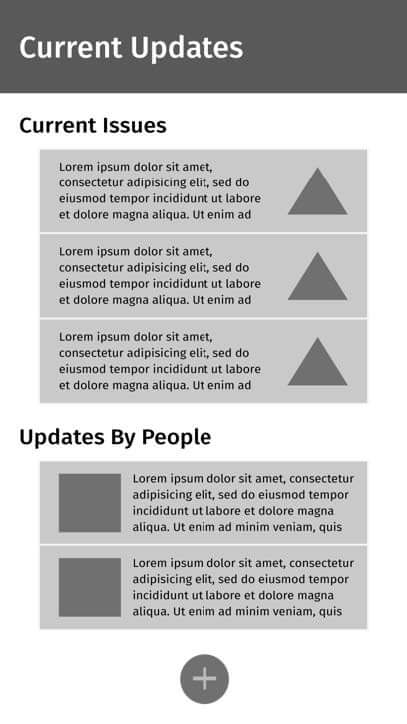 Current Updates
Current Issues
Lorem ipsum dolor sit amet,
consectetur adipisicing elit, sed do
eiusmod tempor incididunt ut labore
et dolore magna aliqua. Ut enim ad
Lorem ipsum dolor sit amet,
consectetur adipisicing elit, sed do
eiusmod tempor incididunt ut labore
et dolore magna aliqua. Ut enim ad
Lorem ipsum dolor sit amet,
consectetur adipisicing elit, sed do
eiusmod tempor incididunt ut labore
et dolore magna aliqua. Ut enim ad
Updates By People
Lorem ipsum dolor sit amet, consectetur
adipisicing elit, sed do eiusmod tempor
incididunt ut labore et dolore magna
aliqua. Ut enim ad minim veniam, quis
Lorem ipsum dolor sit amet, consectetur
adipisicing elit, sed do eiusmod tempor
incididunt ut labore et dolore magna
aliqua. Ut enim ad minim veniam, quis
+